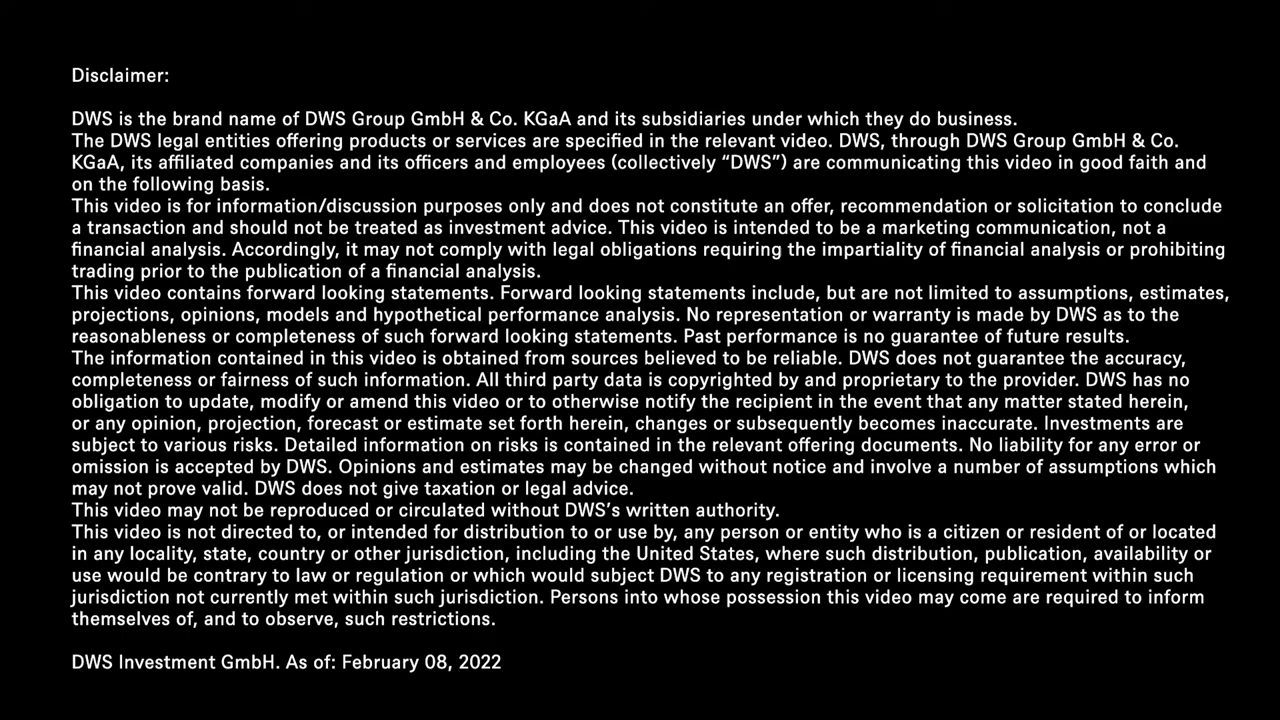 Disclaimer:
DWS is the brand name of DWS Group GmbH & Co. KGaA and its subsidiaries under which they do business.
The DWS legal entities offering products or services are specified in the relevant video. DWS, through DWS Group GmbH & Co.
KGaA, its affiliated companies and its officers and employees (collectively “DWS”) are communicating this video in good faith and
on the following basis.
This video is for information/discussion purposes only and does not constitute an offer, recommendation or solicitation to conclude
a transaction and should not be treated as investment advice. This video is intended to be a marketing communication, not a
financial analysis. Accordingly, it may not comply with legal obligations requiring the impartiality of financial analysis or prohibiting
trading prior to the publication of a financial analysis.
This video contains forward looking statements. Forward looking statements include, but are not limited to assumptions, estimates,
projections, opinions, models and hypothetical performance analysis. No representation or warranty is made by DWS as to the
reasonableness or completeness of such forward looking statements. Past performance is no guarantee of future results.
The information contained in this video is obtained from sources believed to be reliable. DWS does not guarantee the accuracy,
completeness or fairness of such information. All third party data is copyrighted by and proprietary to the provider. DWS has no
obligation to update, modify or amend this video or to otherwise notify the recipient in the event that any matter stated herein,
or any opinion, projection, forecast or estimate set forth herein, changes or subsequently becomes inaccurate. Investments are
subject to various risks. Detailed information on risks is contained in the relevant offering documents. No liability for any error or
omission is accepted by DWS. Opinions and estimates may be changed without notice and involve a number of assumptions which
may not prove valid. DWS does not give taxation or legal advice.
This video may not be reproduced or circulated without DWS’s written authority.
This video is not directed to, or intended for distribution to or use by, any person or entity who is a citizen or resident of or located
in any locality, state, country or other jurisdiction, including the United States, where such distribution, publication, availability or
use would be contrary to law or regulation or which would subject DWS to any registration or licensing requirement within such
jurisdiction not currently met within such jurisdiction. Persons into whose possession this video may come are required to inform
themselves of, and to observe, such restrictions.
DWS Investment GmbH. As of: February 08, 2022